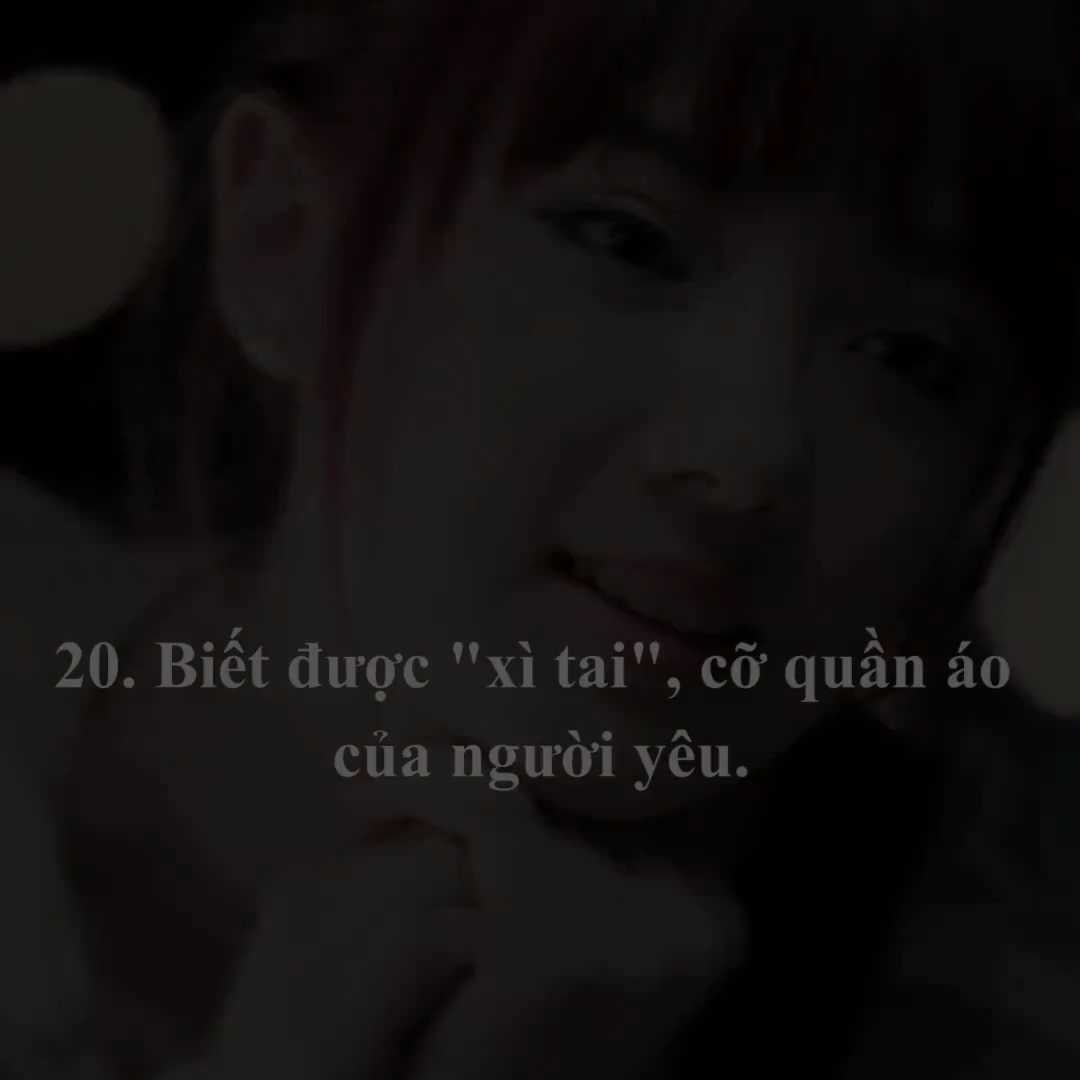 20. Biết được "xì tai", cỡ quần áo
của người yêu.